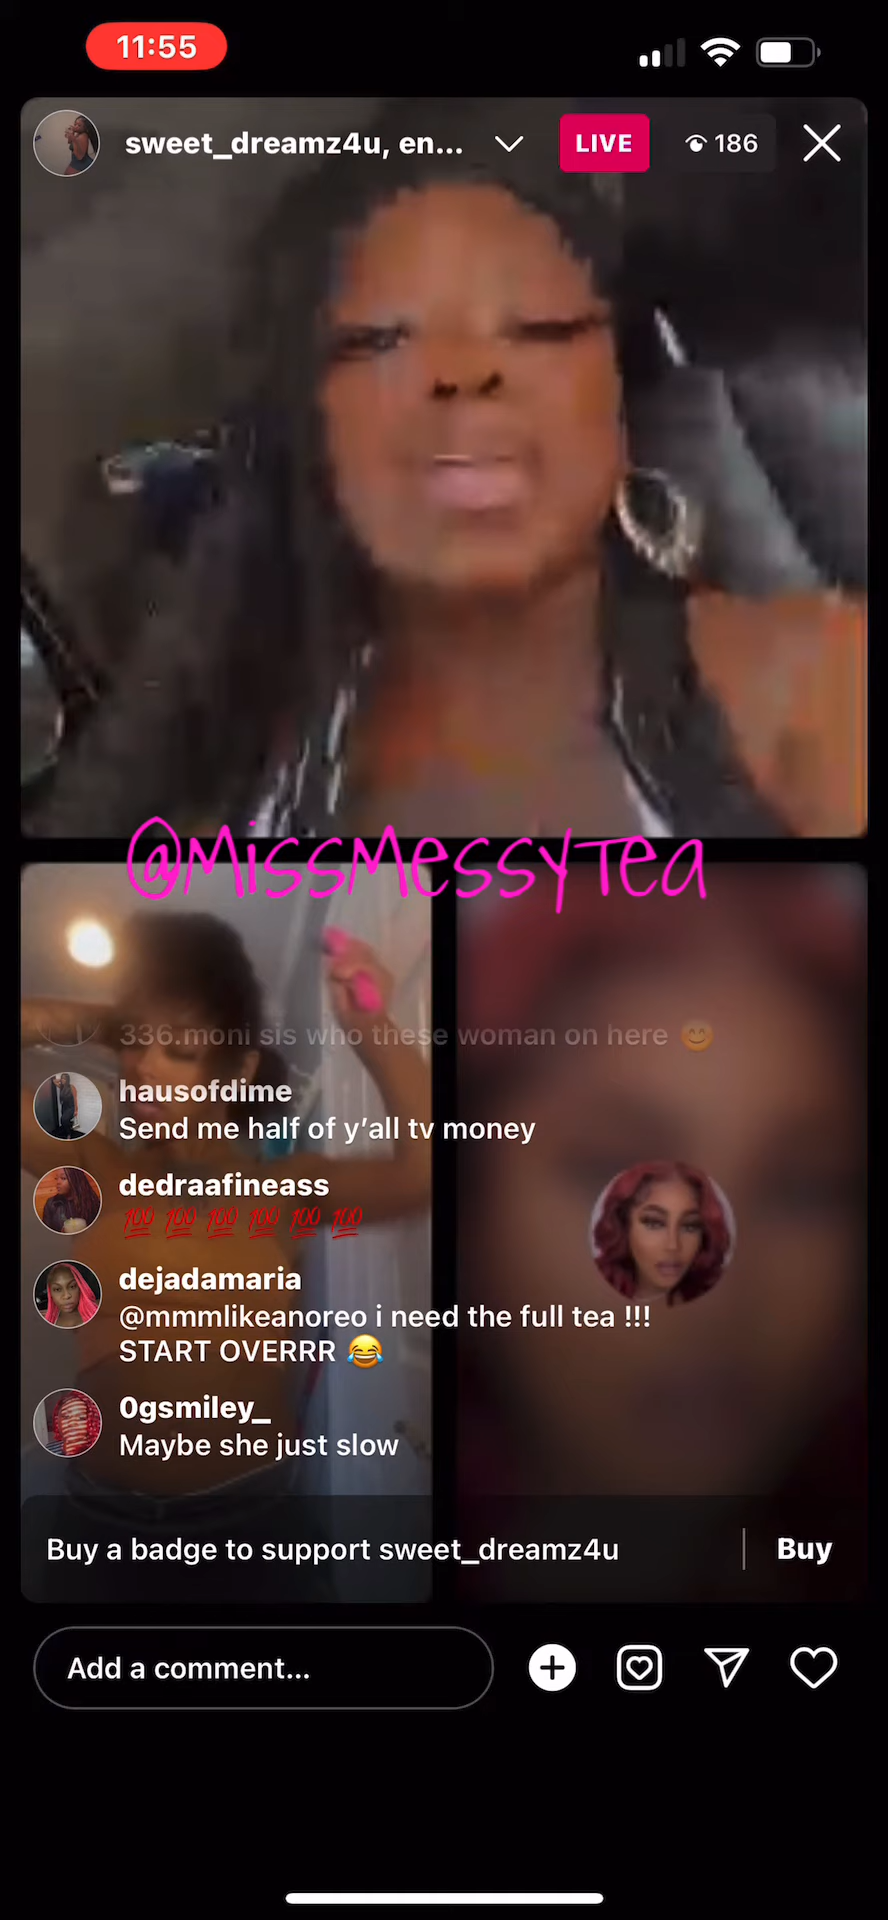 11:55
sweet_dreamz4u, en...
LIVE
186
@MissMessyTea
336.moni sis who these woman on here 😊
hausofdime
Send me half of y’all tv money
dedraafineass
💯 💯 💯 💯 💯 💯
dejadamaria
@mmmlikeanoreo i need the full tea !!!
START OVERRR 😂
0gsmiley_
Maybe she just slow
Buy a badge to support sweet_dreamz4u
Buy
Add a comment...